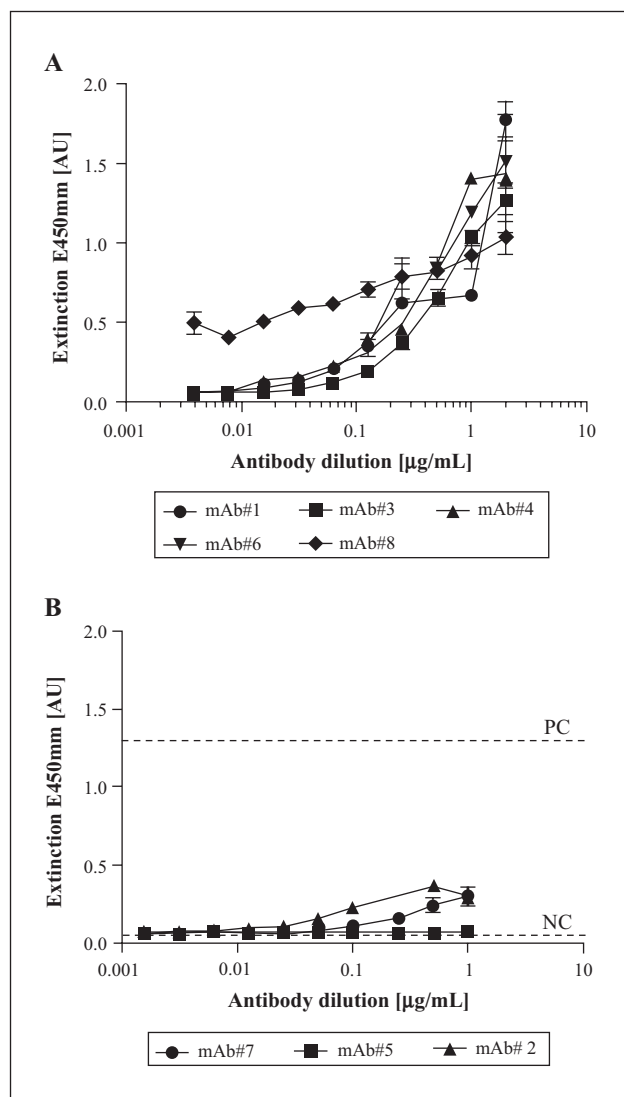 A
2.0
1.5
1.0
0.5
0.0
Extinction E450mm [AU]
0.001 0.01 0.1 1 10
Antibody dilution [μg/mL]
mAb#1 mAb#3 mAb#4
mAb#6 mAb#8
B
2.0
1.5
1.0
0.5
0.0
Extinction E450mm [AU]
PC
NC
0.001 0.01 0.1 1 10
Antibody dilution [μg/mL]
mAb#7 mAb#5 mAb# 2